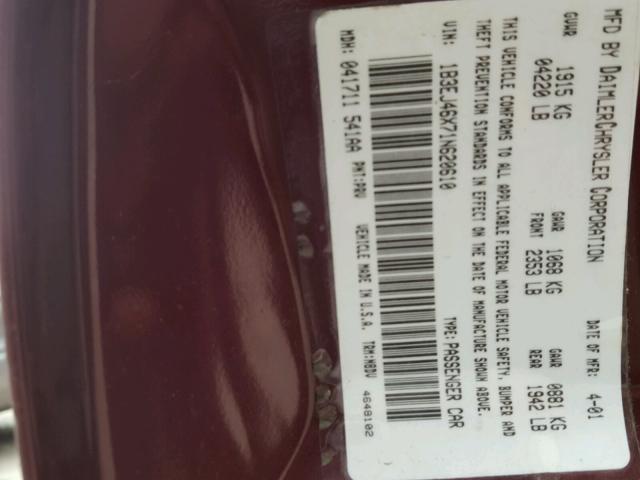 MFD BY DAIMLERCHRYSLER CORPORATION DATE OF MFR: 4-01
GVWR 1915 KG GAWR 1068 KG GAWR 0881 KG
04220 LB FRONT 2353 LB REAR 1942 LB
THIS VEHICLE CONFORMS TO ALL APPLICABLE FEDERAL MOTOR VEHICLE SAFETY, BUMPER AND
THEFT PREVENTION STANDARDS IN EFFECT ON THE DATE OF MANUFACTURE SHOWN ABOVE.
VIN: 1B3EJ46X71N620610 TYPE: PASSENGER CAR
MDH: 041711 541AA PNT:PRV VEHICLE MADE IN U.S.A. TRM:N8DV
4648102